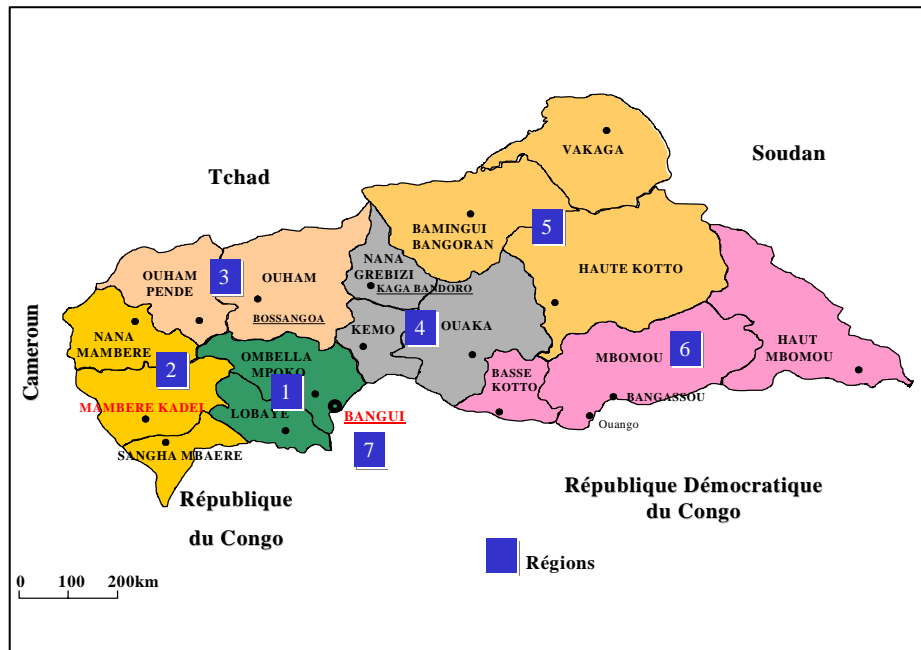 VAKAGA
Soudan
Tchad
BAMINGUI
BANGORAN
5
NANA
GREBIZI
KAGA BANDORO
HAUTE KOTTO
OUHAM
PENDE
3
OUHAM
BOSSANGOA
KEMO
4
OUAKA
NANA
MAMBERE
2
OMBELLA
MPOKO
1
MBOMOU
6
HAUT
MBOMOU
BASSE
KOTTO
BANGASSOU
Ouango
Cameroun
MAMBERE KADEI
LOBAYE
BANGUI
7
SANGHA MBAERE
République
du Congo
République Démocratique
du Congo
Régions
0 100 200km